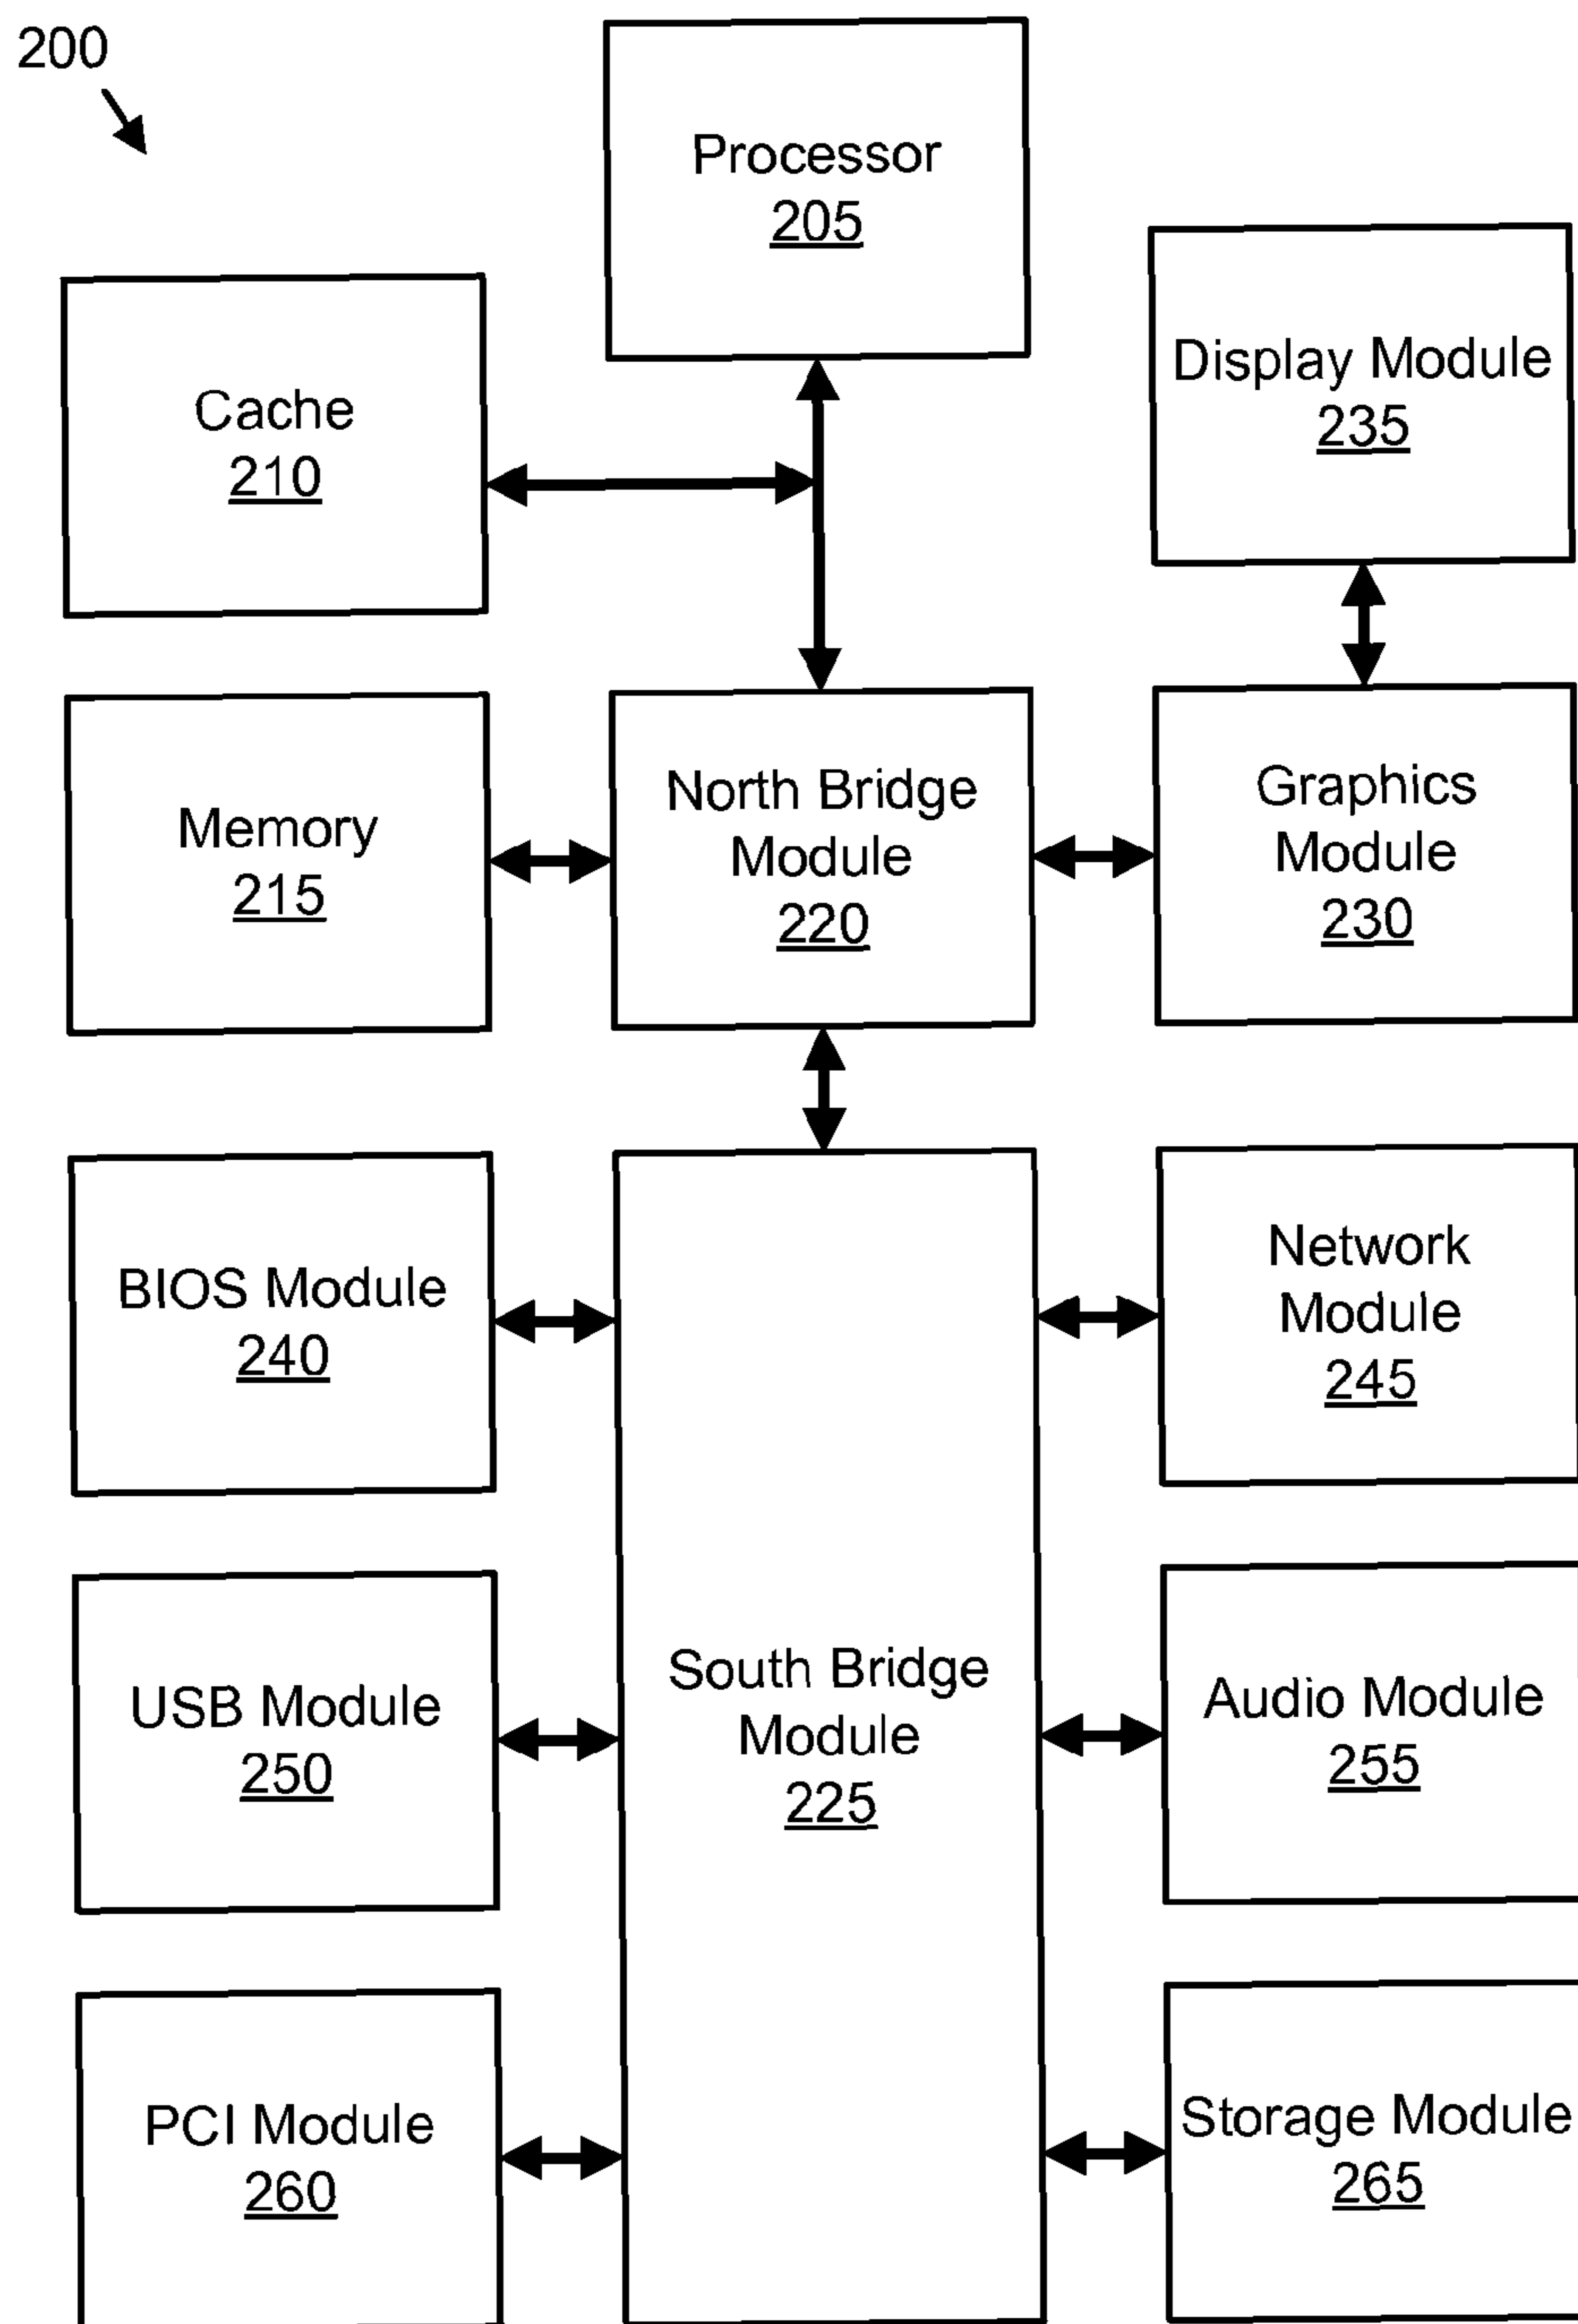 200
Processor
205
Cache
210
Display Module
235
Memory
215
North Bridge
Module
220
Graphics
Module
230
BIOS Module
240
Network
Module
245
USB Module
250
South Bridge
Module
225
Audio Module
255
PCI Module
260
Storage Module
265